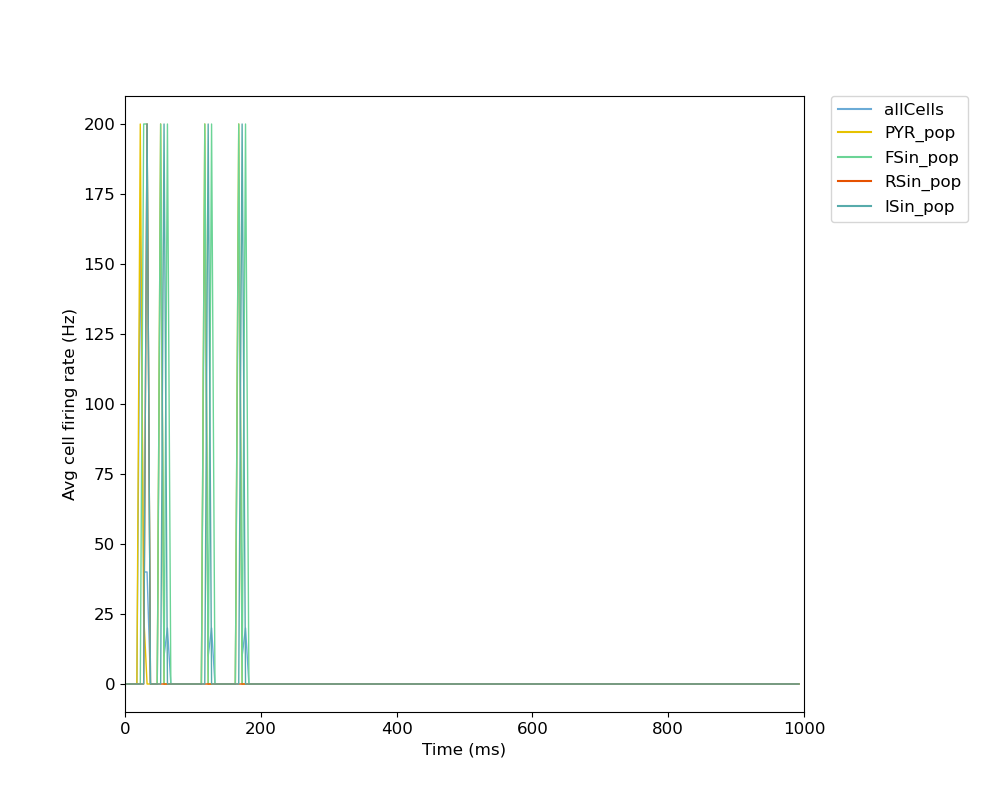 allCells
PYR_pop
FSin_pop
RSin_pop
ISin_pop
Avg cell firing rate (Hz)
200
175
150
125
100
75
50
25
0
0 200 400 600 800 1000
Time (ms)